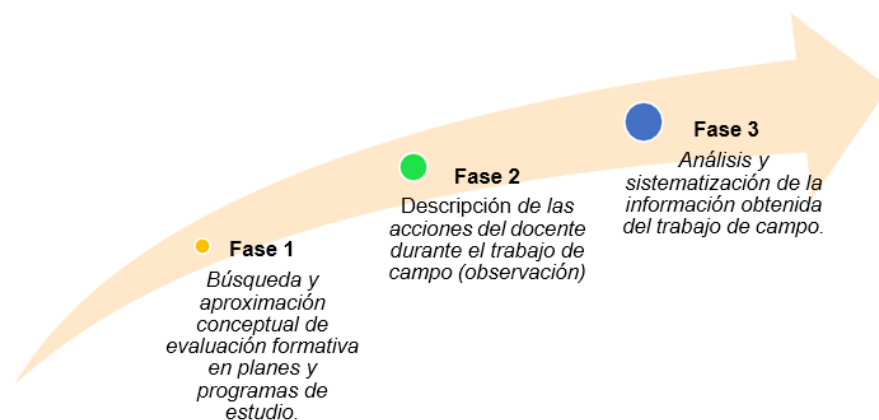 Fase 1
Búsqueda y
aproximación
conceptual de
evaluación formativa
en planes y
programas de
estudio.
Fase 2
Descripción de las
acciones del docente
durante el trabajo de
campo (observación)
Fase 3
Análisis y
sistematización de la
información obtenida
del trabajo de campo.